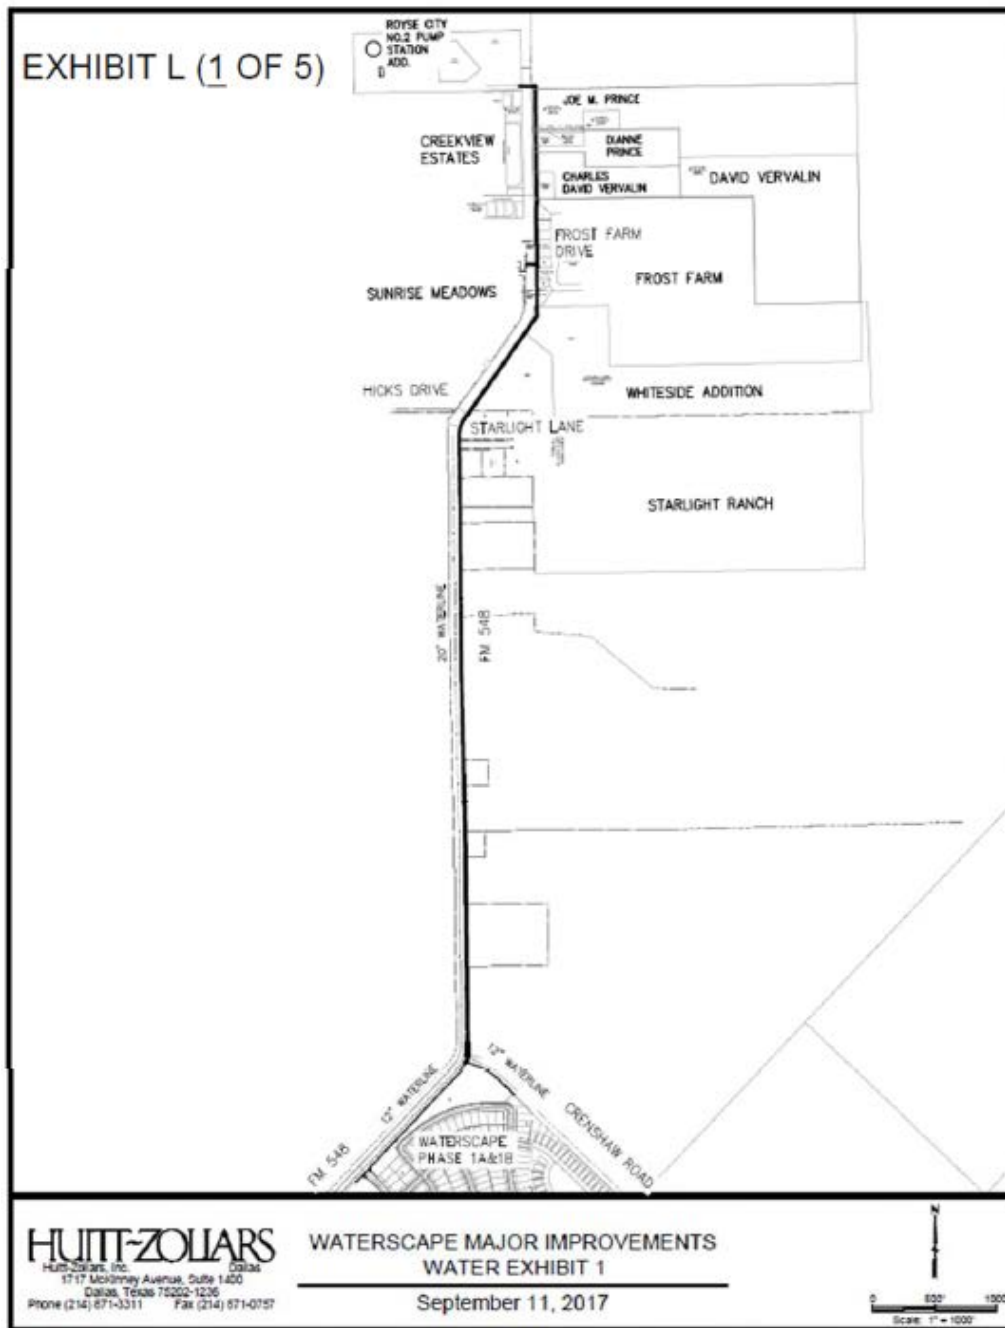 EXHIBIT L (1 OF 5)
ROYSE CITY
NO.2 PUMP
STATION
ADD.
JOE M. PRINCE
CREEKVIEW
ESTATES
DIANNE
PRINCE
CHARLES
DAVID VERVALIN
DAVID VERVALIN
FROST FARM
DRIVE
SUNRISE MEADOWS
FROST FARM
HICKS DRIVE
WHITESIDE ADDITION
STARLIGHT LANE
STARLIGHT RANCH
20" WATERLINE
FM 548
12" WATERLINE
12" WATERLINE
FM 548
WATERSCAPE
PHASE 1A&1B
CRENSHAW ROAD
HUITT~ZOLLARS
Huitt-Zollars, Inc. Dallas
1717 McKinney Avenue, Suite 1400
Dallas, Texas 75202-1236
Phone (214) 871-3311 Fax (214) 871-0757
WATERSCAPE MAJOR IMPROVEMENTS
WATER EXHIBIT 1
September 11, 2017
N
0 500' 1000
Scale: 1" = 1000'